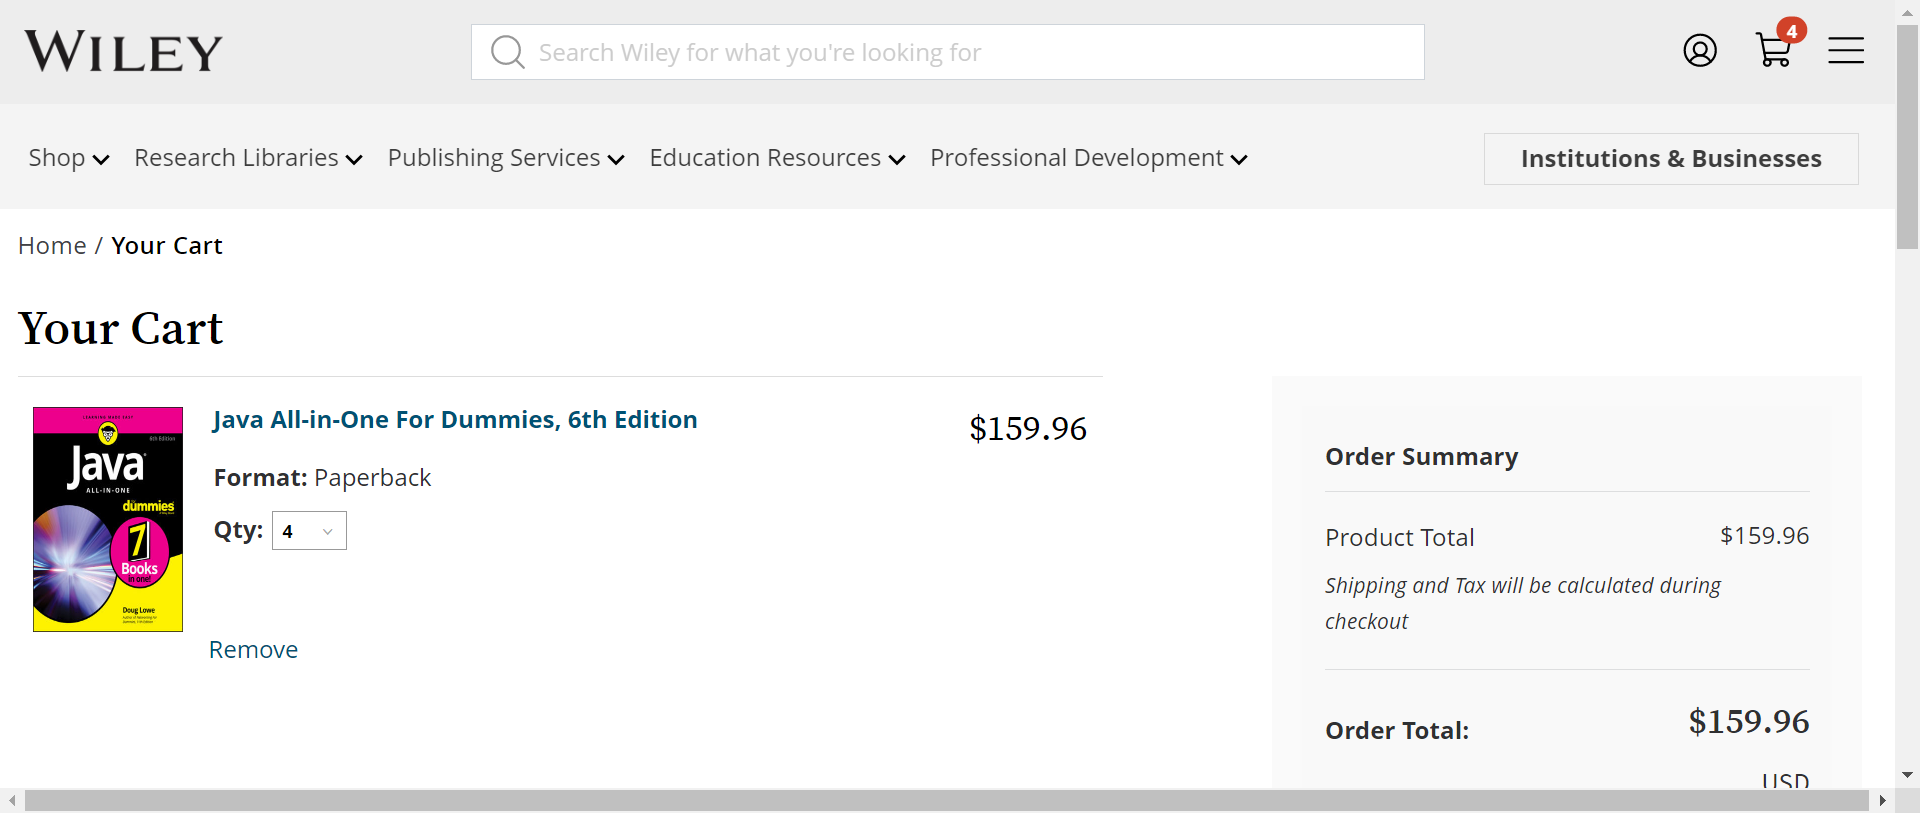 WILEY
Search Wiley for what you're looking for
4
Shop
Research Libraries
Publishing Services
Education Resources
Professional Development
Institutions & Businesses
Home / Your Cart
Your Cart
LEARNING MADE EASY
6th Edition
Java
ALL-IN-ONE
for
dummies
7
Books
in one!
Doug Lowe
Java All-in-One For Dummies, 6th Edition
$159.96
Format: Paperback
Qty: 4
Remove
Order Summary
Product Total $159.96
Shipping and Tax will be calculated during
checkout
Order Total: $159.96
USD